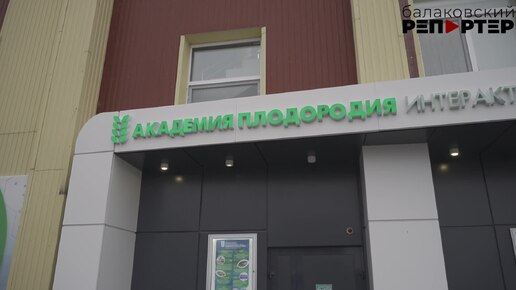 балаковский
РЕПОРТЕР
АКАДЕМИЯ ПЛОДОРОДИЯ ИНТЕРАКТ